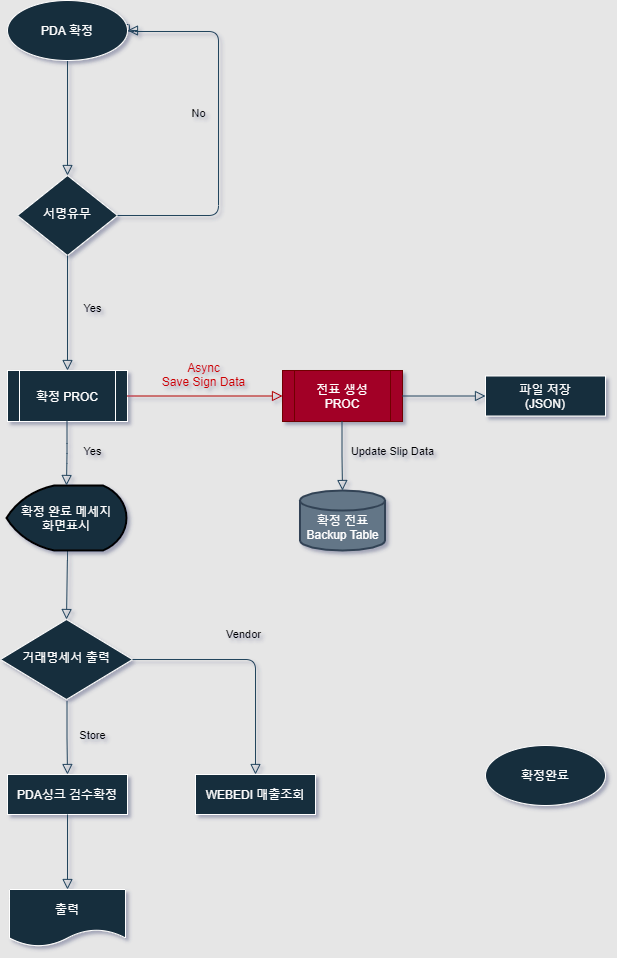 PDA 확정
No
서명유무
Yes
확정 PROC
Async
Save Sign Data
전표 생성
PROC
파일 저장
(JSON)
Yes
Update Slip Data
확정 완료 메세지
화면표시
확정 전표
Backup Table
거래명세서 출력
Vendor
Store
확정완료
PDA싱크 검수확정
WEBEDI 매출조회
출력